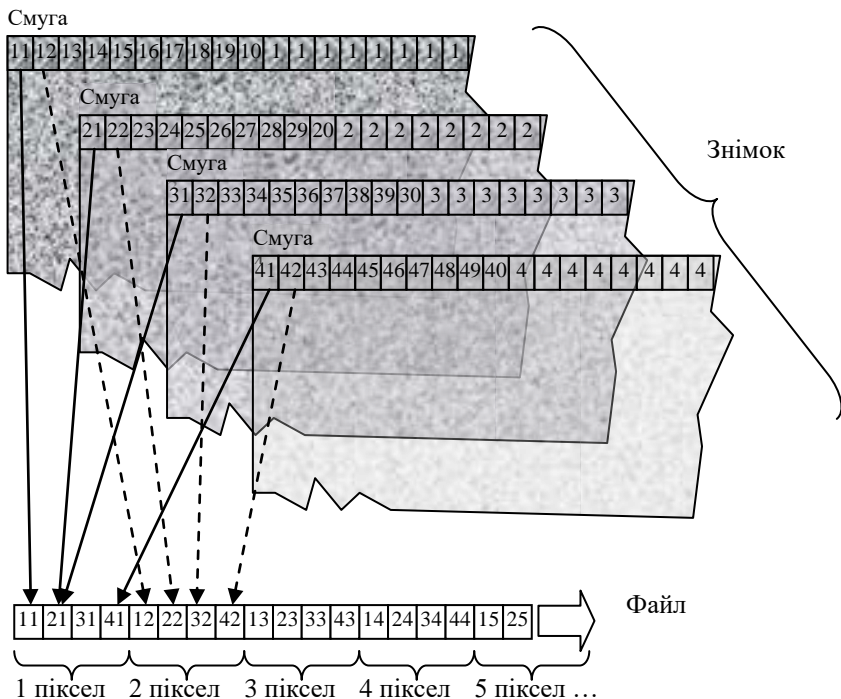 Смуга
11 12 13 14 15 16 17 18 19 10 1 1 1 1 1 1 1 1
Смуга
21 22 23 24 25 26 27 28 29 20 2 2 2 2 2 2 2 2
Знімок
Смуга
31 32 33 34 35 36 37 38 39 30 3 3 3 3 3 3 3 3
Смуга
41 42 43 44 45 46 47 48 49 40 4 4 4 4 4 4 4 4
Файл
11 21 31 41 12 22 32 42 13 23 33 43 14 24 34 44 15 25
1 піксел 2 піксел 3 піксел 4 піксел 5 піксел ...